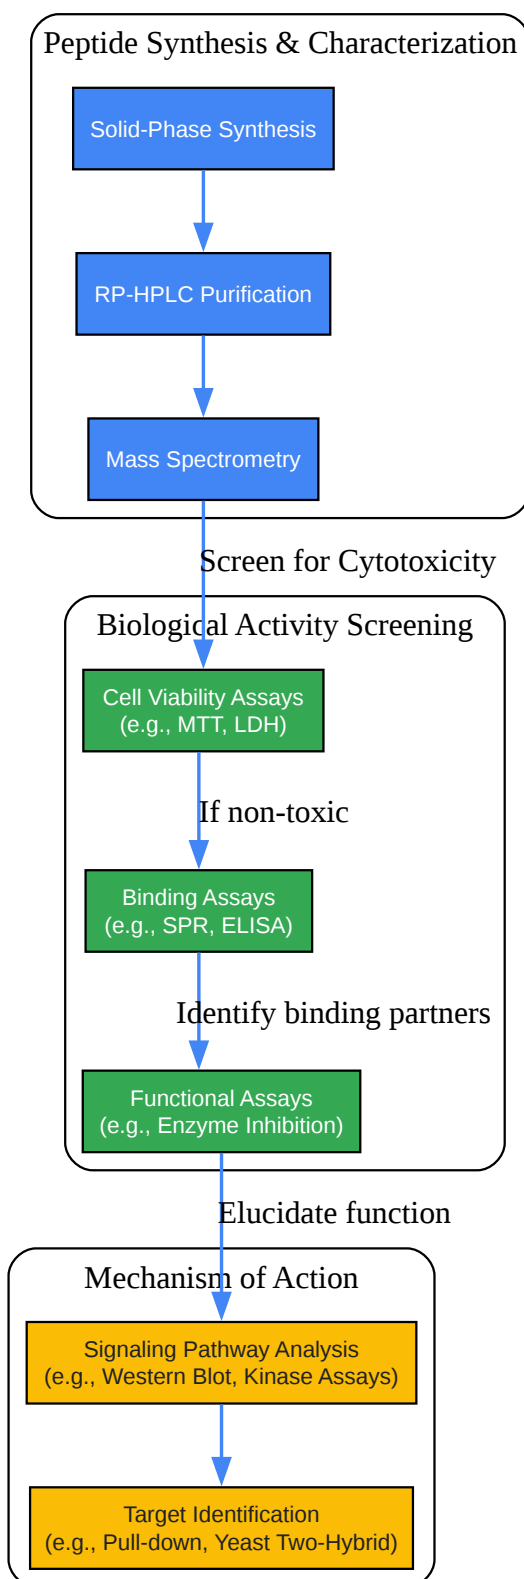 Peptide Synthesis & Characterization
Solid-Phase Synthesis
RP-HPLC Purification
Mass Spectrometry
Screen for Cytotoxicity
Biological Activity Screening
Cell Viability Assays
(e.g., MTT, LDH)
If non-toxic
Binding Assays
(e.g., SPR, ELISA)
Identify binding partners
Functional Assays
(e.g., Enzyme Inhibition)
Elucidate function
Mechanism of Action
Signaling Pathway Analysis
(e.g., Western Blot, Kinase Assays)
Target Identification
(e.g., Pull-down, Yeast Two-Hybrid)